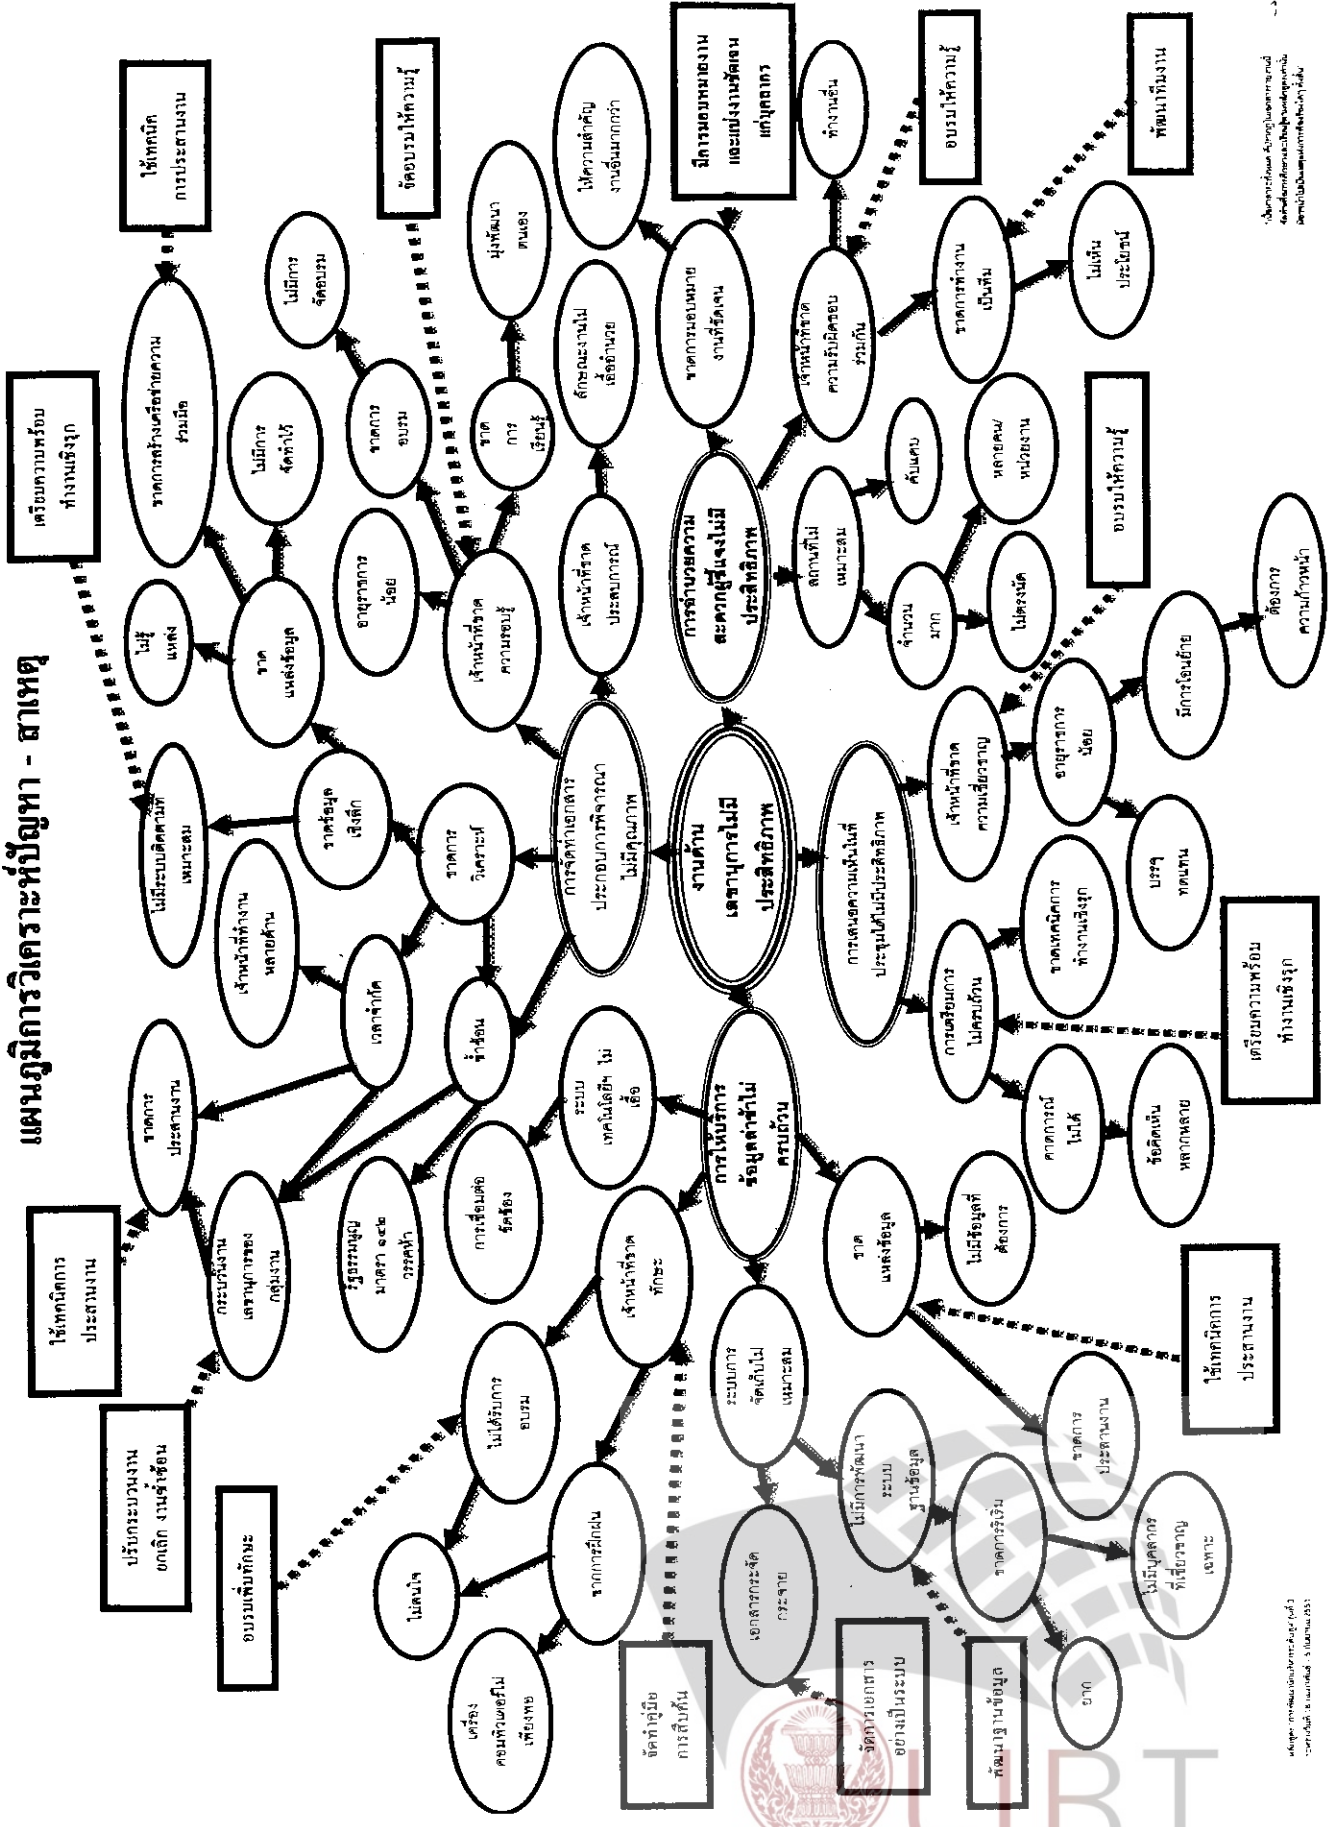 แผนภูมิการวิเคราะห์ปัญหา - สาเหตุ
ใช้เทคนิค
การประสานงาน
เตรียมความพร้อม
ทำงานเชิงรุก
ใช้เทคนิคการ
ประสานงาน
ปรับกระบวนงาน
ยกเลิก งานซ้ำซ้อน
อบรมเพิ่มทักษะ
จัดอบรมให้ความรู้
มีการมอบหมายงาน
และแบ่งงานชัดเจน
แก่บุคลากร
อบรมให้ความรู้
พัฒนาทีมงาน
ขาดการสร้างเครือข่ายความ
ร่วมมือ
ไม่มีการ
จัดทำไว้
ไม่รู้
แหล่ง
ขาด
แหล่งข้อมูล
ไม่มีระบบติดตามที่
เหมาะสม
ขาดข้อมูล
เชิงลึก
เจ้าหน้าที่ทำงาน
หลายด้าน
เวลาจำกัด
ขาดการ
ประสานงาน
กระบวนงาน
เลขานุการของ
กลุ่มงาน
ซ้ำซ้อน
รัฐธรรมนูญ
มาตรา ๑๔๒
วรรคห้า
ขาดการ
วิเคราะห์
ไม่มีการ
จัดอบรม
ขาดการ
อบรม
มุ่งพัฒนา
ตนเอง
ขาด
การ
เรียนรู้
อายุราชการ
น้อย
เจ้าหน้าที่ขาด
ความรอบรู้
ให้ความสำคัญ
งานอื่นมากกว่า
ลักษณะงานไม่
เอื้ออำนวย
เจ้าหน้าที่ขาด
ประสบการณ์
การจัดทำเอกสาร
ประกอบการพิจารณา
ไม่มีคุณภาพ
ขาดการมอบหมาย
งานที่ชัดเจน
ทำงานอื่น
เจ้าหน้าที่ขาด
ความรับผิดชอบ
ร่วมกัน
ขาดการทำงาน
เป็นทีม
ไม่เห็น
ประโยชน์
การอำนวยความ
สะดวกผู้ชี้แจงไม่มี
ประสิทธิภาพ
สถานที่ไม่
เหมาะสม
คับแคบ
จำนวน
มาก
หลายคน/
หน่วยงาน
ไม่ตรงนัด
อบรมให้ความรู้
งานด้าน
เลขานุการไม่มี
ประสิทธิภาพ
การเสนอความเห็นในที่
ประชุมได้ไม่มีประสิทธิภาพ
เจ้าหน้าที่ขาด
ความเชี่ยวชาญ
อายุราชการ
น้อย
มีการโอนย้าย
ต้องการ
ความก้าวหน้า
บรรจุ
ทดแทน
การเตรียมการ
ไม่ครบถ้วน
ขาดเทคนิคการ
ทำงานเชิงรุก
คาดการณ์
ไม่ได้
ข้อคิดเห็น
หลากหลาย
เตรียมความพร้อม
ทำงานเชิงรุก
การให้บริการ
ข้อมูลล่าช้าไม่
ครบถ้วน
ระบบ
เทคโนโลยีฯ ไม่
เอื้อ
การเชื่อมต่อ
ขัดข้อง
เจ้าหน้าที่ขาด
ทักษะ
ไม่ได้รับการ
อบรม
ขาดการฝึกฝน
ไม่สนใจ
เครื่อง
คอมพิวเตอร์ไม่
เพียงพอ
จัดทำคู่มือ
การสืบค้น
ระบบการ
จัดเก็บไม่
เหมาะสม
เอกสารกระจัด
กระจาย
จัดการเอกสาร
อย่างเป็นระบบ
ไม่มีการพัฒนา
ระบบ
ฐานข้อมูล
พัฒนาฐานข้อมูล
ขาดการริเริ่ม
ยาก
ไม่มีบุคลากร
ที่เชี่ยวชาญ
เฉพาะ
ขาด
แหล่งข้อมูล
ไม่มีข้อมูลที่
ต้องการ
ขาดการ
ประสานงาน
ใช้เทคนิคการ
ประสานงาน
LIRT